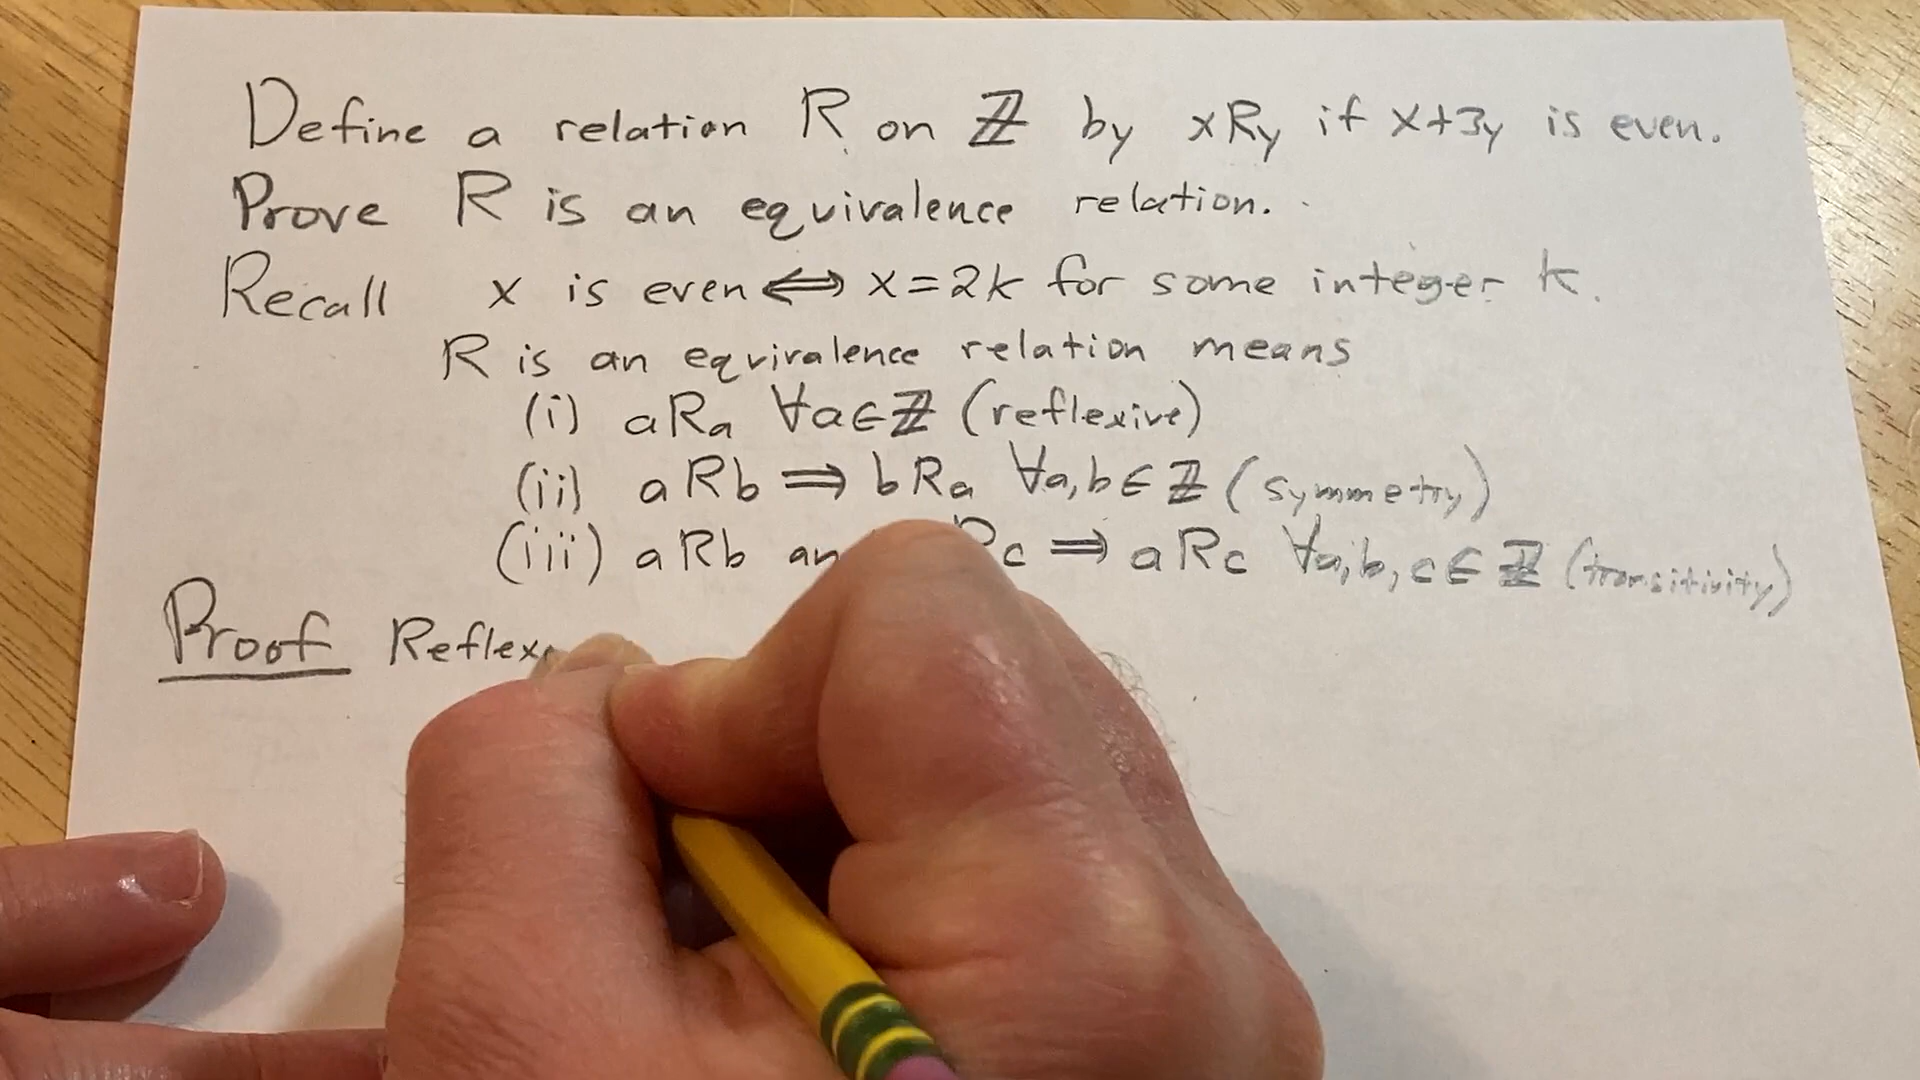 Define a relation R on ℤ by xRy if x+3y is even.
Prove R is an equivalence relation.
Recall x is even ⟺ x=2k for some integer k.
R is an equivalence relation means
(i) aRa ∀a∈ℤ (reflexive)
(ii) aRb ⟹ bRa ∀a,b∈ℤ (symmetry)
(iii) aRb an Rc ⟹ aRc ∀a,b,c∈ℤ (transitivity)
Proof Reflex